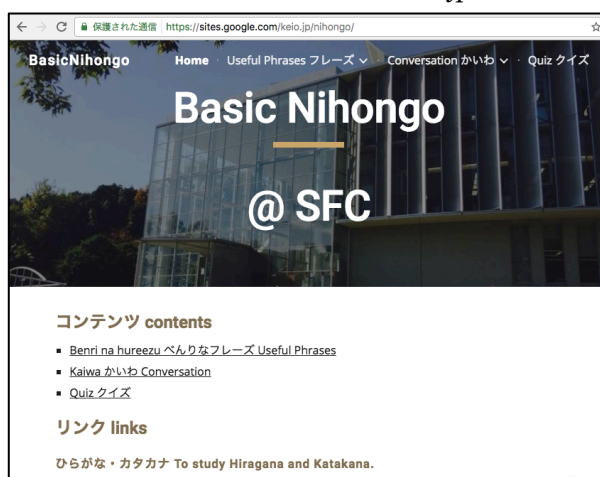 保護された通信 https://sites.google.com/keio.jp/nihongo/
BasicNihongo Home Useful Phrases フレーズ Conversation かいわ Quiz クイズ
Basic Nihongo
@ SFC
コンテンツ contents
Benri na hureezu べんりなフレーズ Useful Phrases
Kaiwa かいわ Conversation
Quiz クイズ
リンク links
ひらがな・カタカナ To study Hiragana and Katakana.